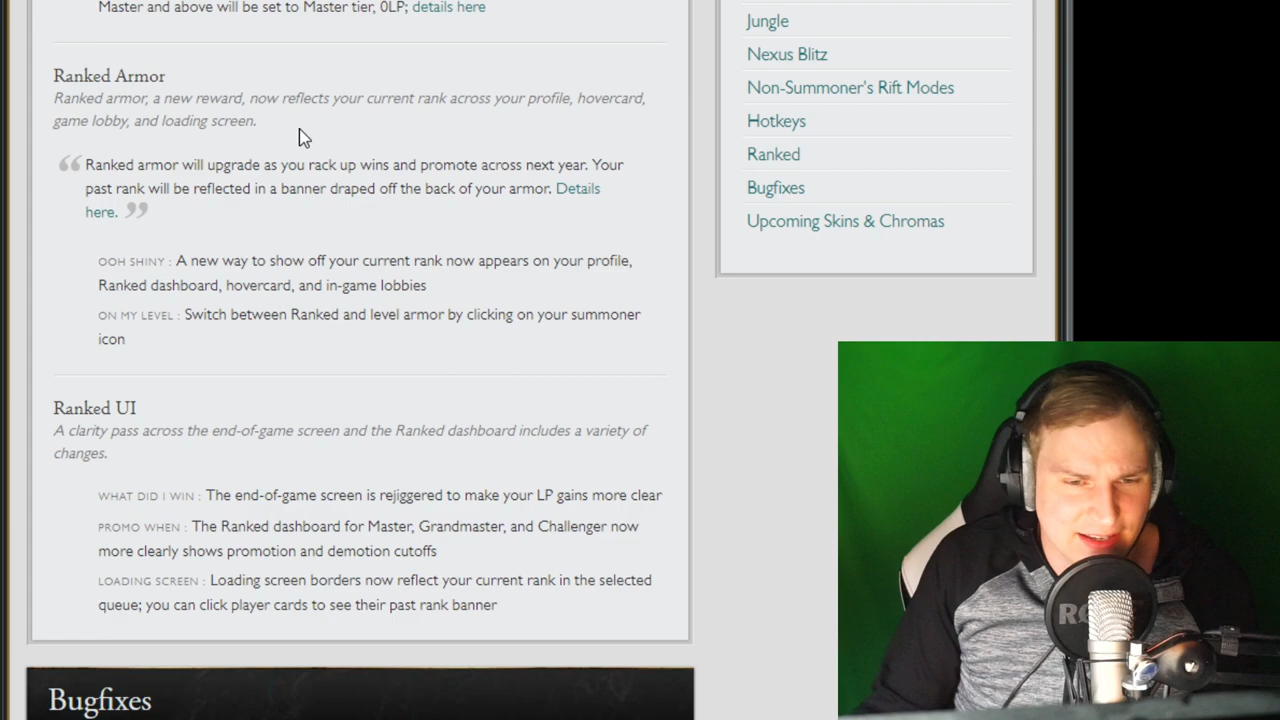 Master and above will be set to Master tier, 0LP; details here
Ranked Armor
Ranked armor, a new reward, now reflects your current rank across your profile, hovercard,
game lobby, and loading screen.
“ Ranked armor will upgrade as you rack up wins and promote across next year. Your
past rank will be reflected in a banner draped off the back of your armor. Details
here. ”
OOH SHINY : A new way to show off your current rank now appears on your profile,
Ranked dashboard, hovercard, and in-game lobbies
ON MY LEVEL : Switch between Ranked and level armor by clicking on your summoner
icon
Ranked UI
A clarity pass across the end-of-game screen and the Ranked dashboard includes a variety of
changes.
WHAT DID I WIN : The end-of-game screen is rejiggered to make your LP gains more clear
PROMO WHEN : The Ranked dashboard for Master, Grandmaster, and Challenger now
more clearly shows promotion and demotion cutoffs
LOADING SCREEN : Loading screen borders now reflect your current rank in the selected
queue; you can click player cards to see their past rank banner
Bugfixes
Jungle
Nexus Blitz
Non-Summoner's Rift Modes
Hotkeys
Ranked
Bugfixes
Upcoming Skins & Chromas